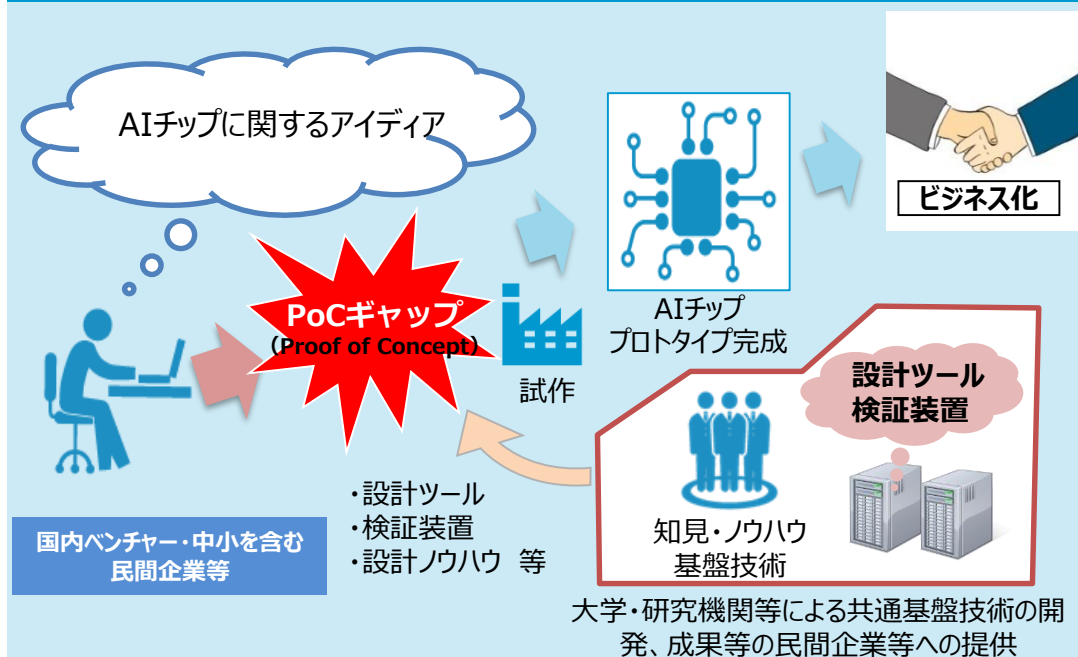 AIチップに関するアイディア
ビジネス化
PoCギャップ
（Proof of Concept）
試作
AIチップ
プロトタイプ完成
設計ツール
検証装置
・設計ツール
・検証装置
・設計ノウハウ 等
知見・ノウハウ
基盤技術
国内ベンチャー・中小を含む
民間企業等
大学・研究機関等による共通基盤技術の開
発、成果等の民間企業等への提供